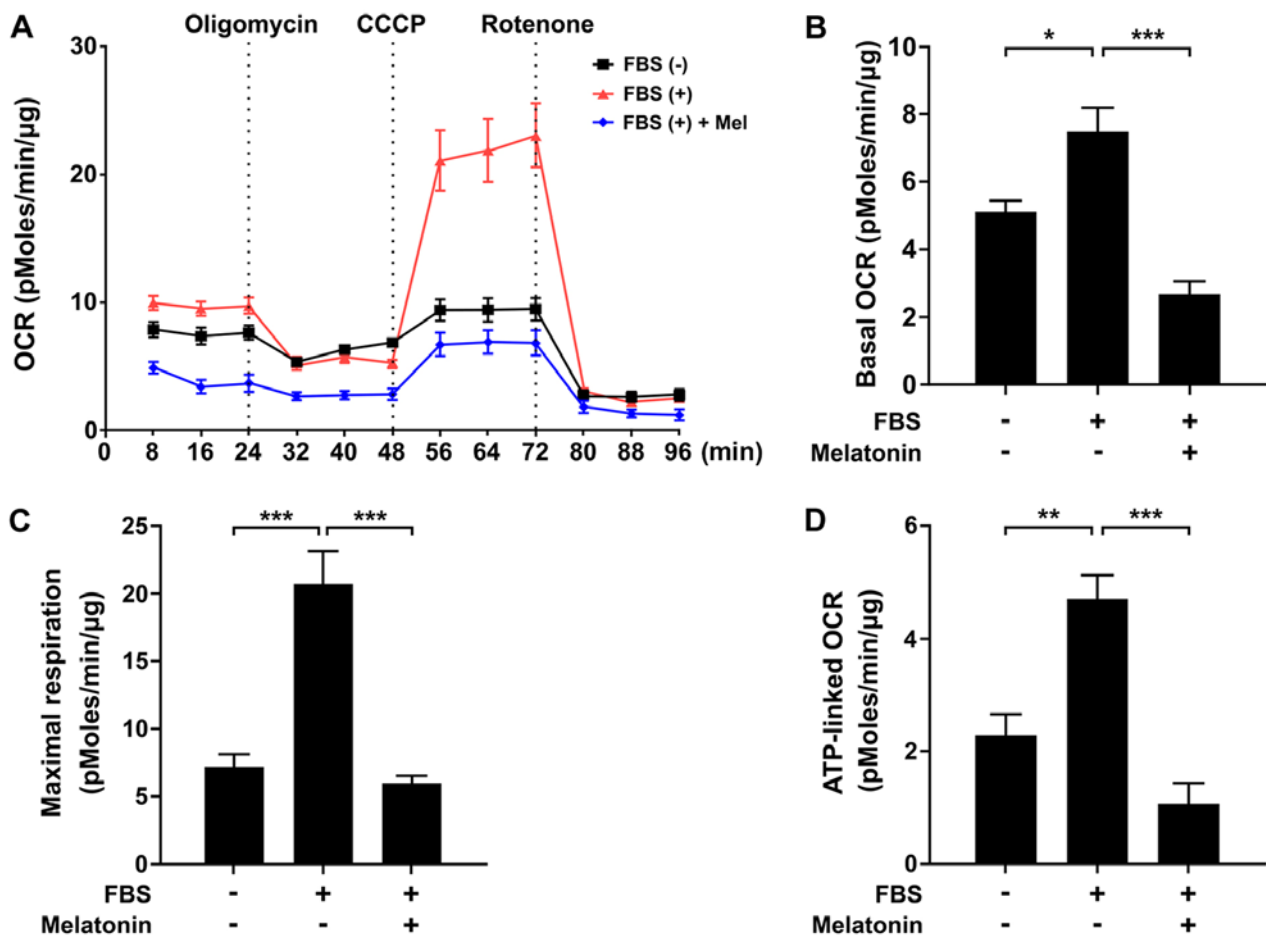 A
Oligomycin CCCP Rotenone
FBS (-)
FBS (+)
FBS (+) + Mel
OCR (pMoles/min/µg)
30
20
10
0
0 8 16 24 32 40 48 56 64 72 80 88 96 (min)
B
* ***
Basal OCR (pMoles/min/µg)
10
8
6
4
2
0
FBS - + +
Melatonin - - +
C
*** ***
Maximal respiration
(pMoles/min/µg)
25
20
15
10
5
0
FBS - + +
Melatonin - - +
D
** ***
ATP-linked OCR
(pMoles/min/µg)
6
4
2
0
FBS - + +
Melatonin - - +